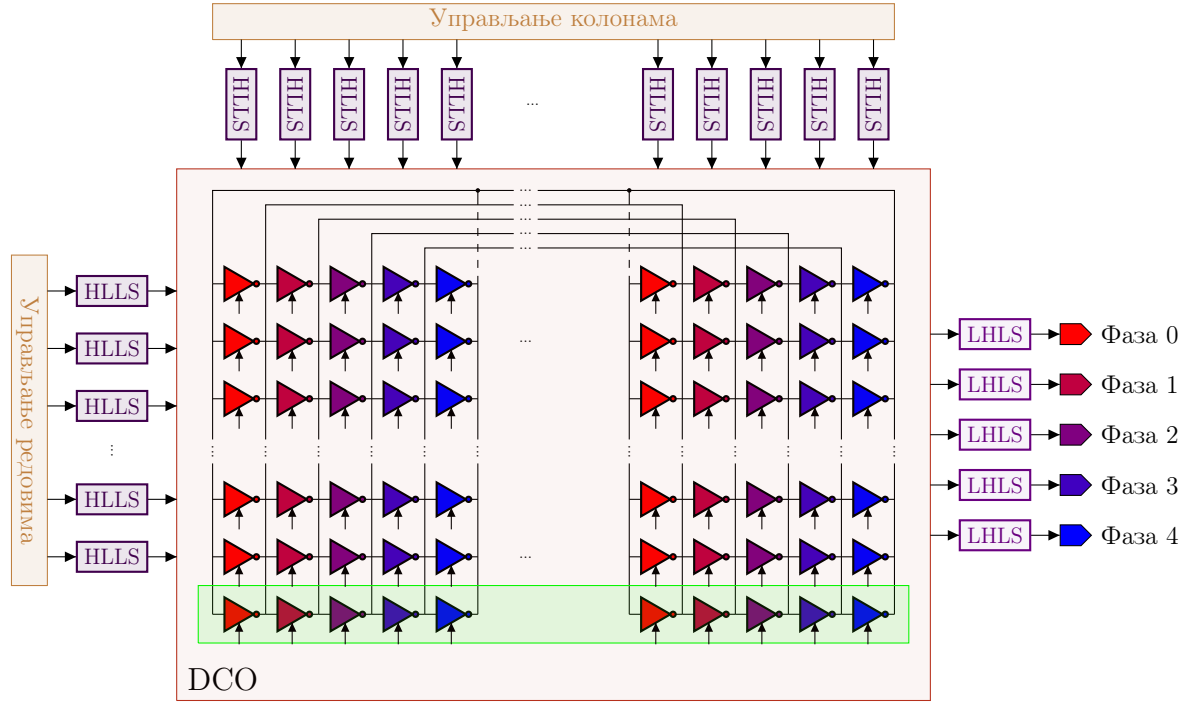 Управљање колонама
HLLS HLLS HLLS HLLS HLLS ... HLLS HLLS HLLS HLLS HLLS
Управљање редовима
HLLS
HLLS
HLLS
...
HLLS
HLLS
LHLS Фаза 0
LHLS Фаза 1
LHLS Фаза 2
LHLS Фаза 3
LHLS Фаза 4
DCO